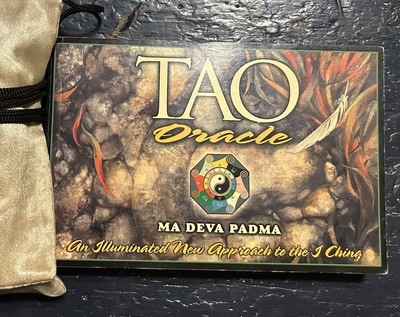 TAO
Oracle
MA DEVA PADMA
An Illuminated New Approach to the I Ching